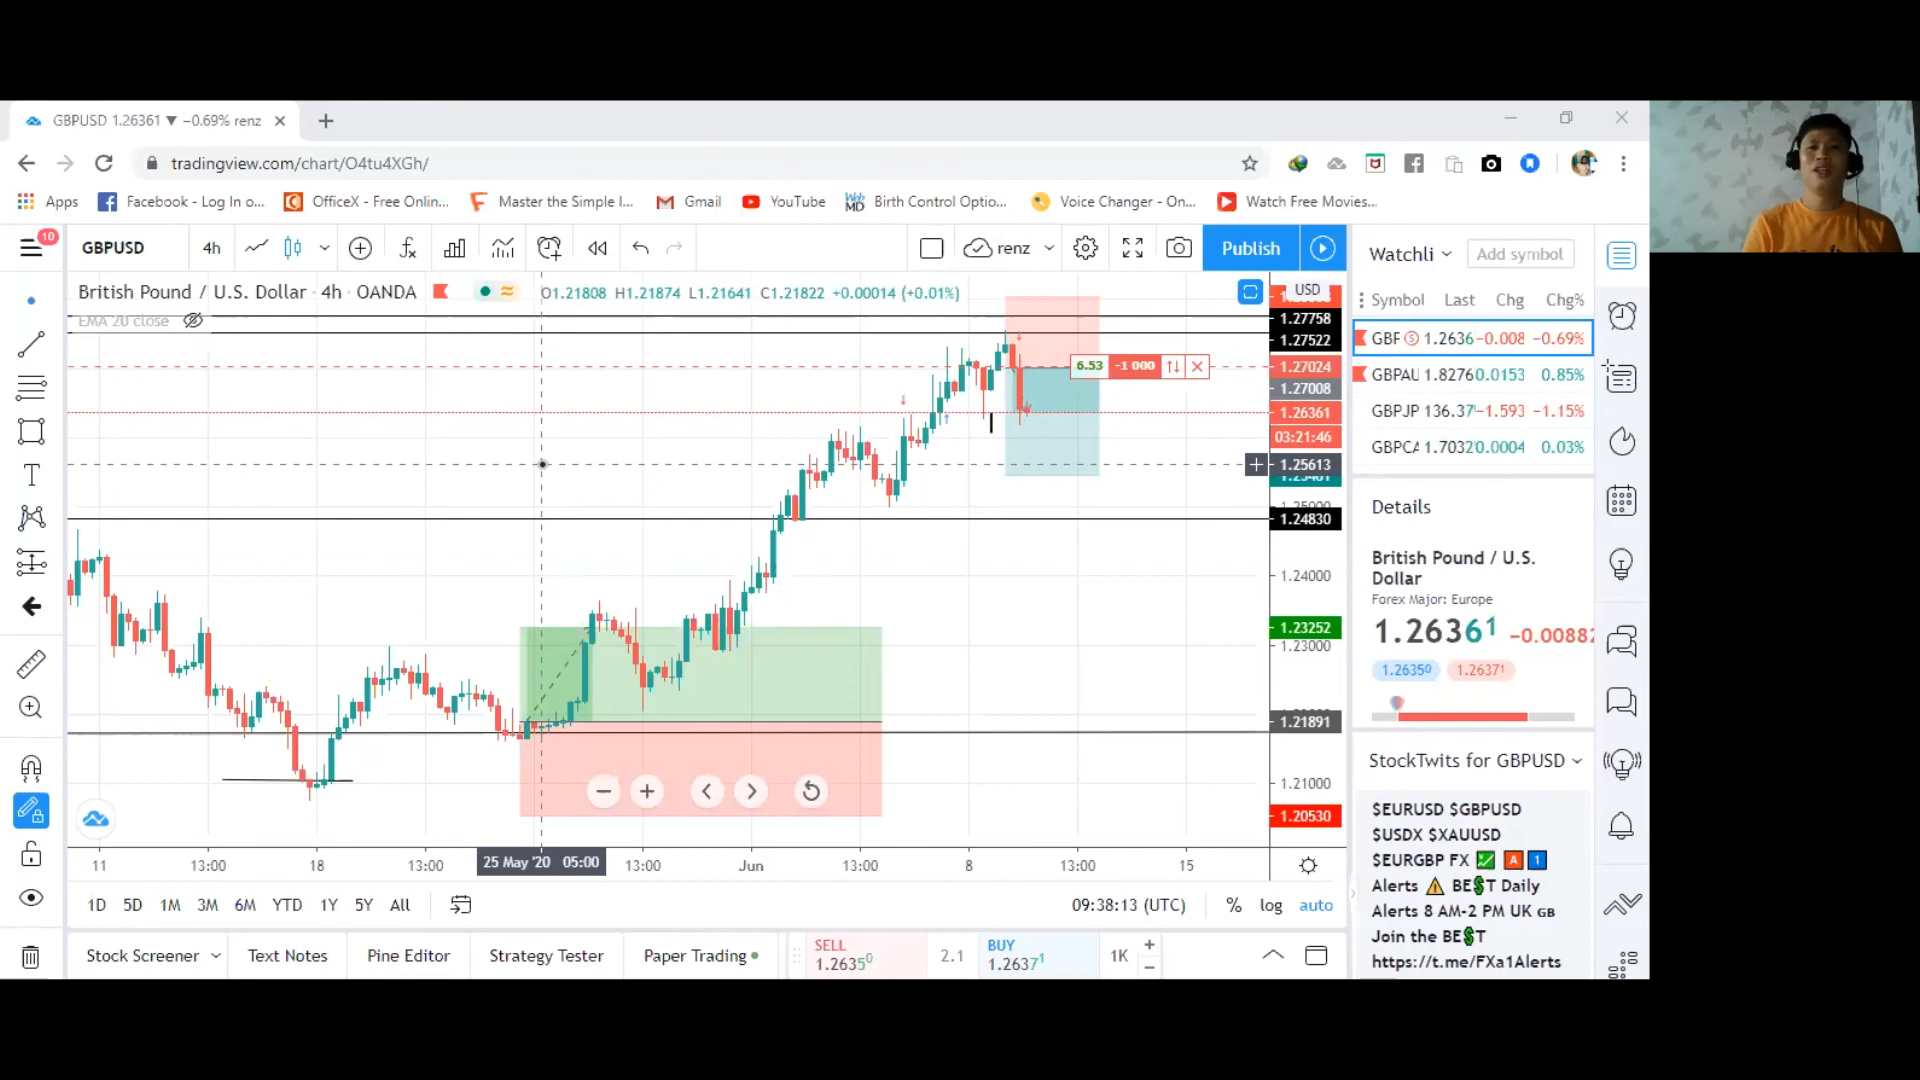 GBPUSD 1.26361 ▼ −0.69% renz
tradingview.com/chart/O4tu4XGh/
Apps
Facebook - Log In o...
OfficeX - Free Onlin...
Master the Simple I...
Gmail
YouTube
Web MD
Birth Control Optio...
Voice Changer - On...
Watch Free Movies...
10
GBPUSD
4h
renz
Publish
British Pound / U.S. Dollar · 4h · OANDA
O1.21808 H1.21874 L1.21641 C1.21822 +0.00014 (+0.01%)
EMA 20 close
USD
1.27758
1.27522
6.53
-1 000
1.27024
1.27008
1.26361
03:21:46
1.25613
1.24830
1.24000
1.23252
1.23000
1.21891
1.21000
1.20530
11
13:00
18
13:00
25 May '20 05:00
13:00
Jun
13:00
8
13:00
15
1D
5D
1M
3M
6M
YTD
1Y
5Y
All
09:38:13 (UTC)
%
log
auto
Stock Screener
Text Notes
Pine Editor
Strategy Tester
Paper Trading
SELL
1.26350
2.1
BUY
1.26371
1K
Watchli
Add symbol
Symbol Last Chg Chg%
GBF 1.2636 -0.008 -0.69%
GBPAU 1.8276 0.0153 0.85%
GBPJP 136.37 -1.593 -1.15%
GBPCA 1.7032 0.0004 0.03%
Details
British Pound / U.S.
Dollar
Forex Major: Europe
1.26361 -0.00882
1.26350
1.26371
StockTwits for GBPUSD
$EURUSD $GBPUSD
$USDX $XAUUSD
$EURGBP FX A 1
Alerts BE$T Daily
Alerts 8 AM-2 PM UK GB
Join the BE$T
https://t.me/FXa1Alerts